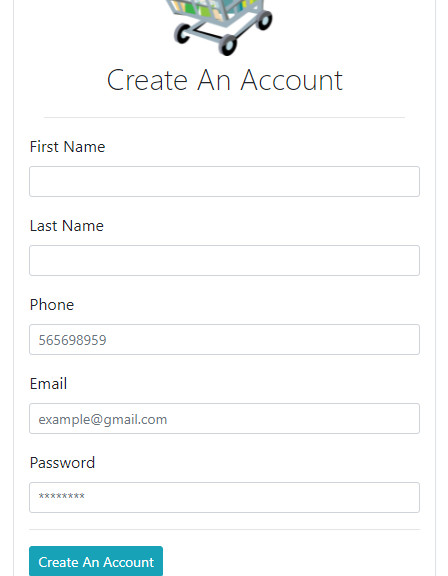 Create An Account
First Name
Last Name
Phone
565698959
Email
example@gmail.com
Password
********
Create An Account